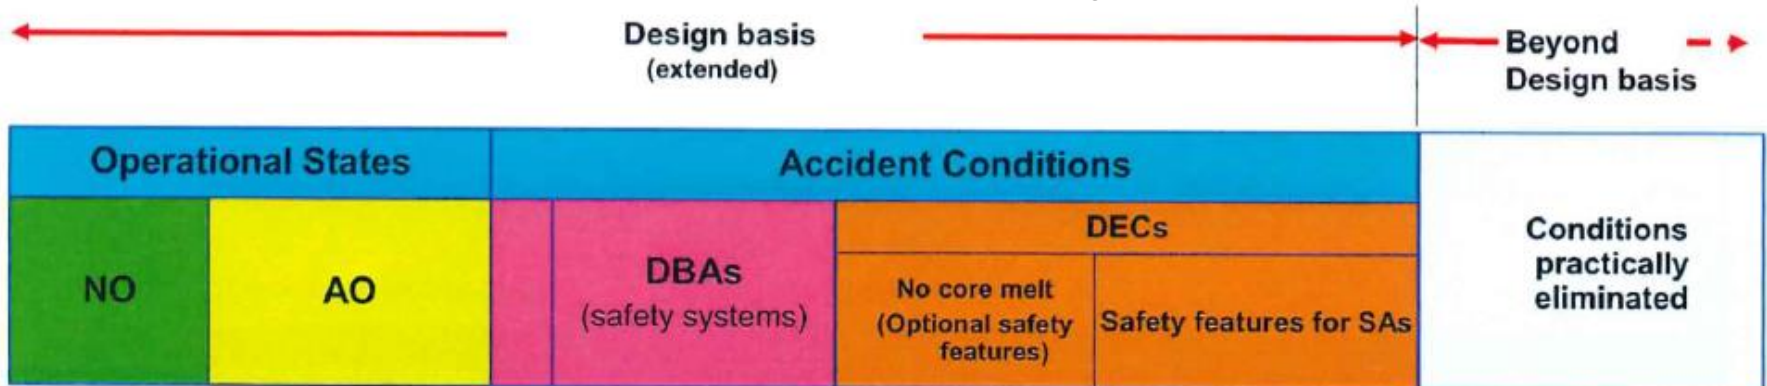 Design basis
(extended)
Beyond
Design basis
Operational States
Accident Conditions
NO
AO
DBAs
(safety systems)
DECs
No core melt
(Optional safety
features)
Safety features for SAs
Conditions
practically
eliminated